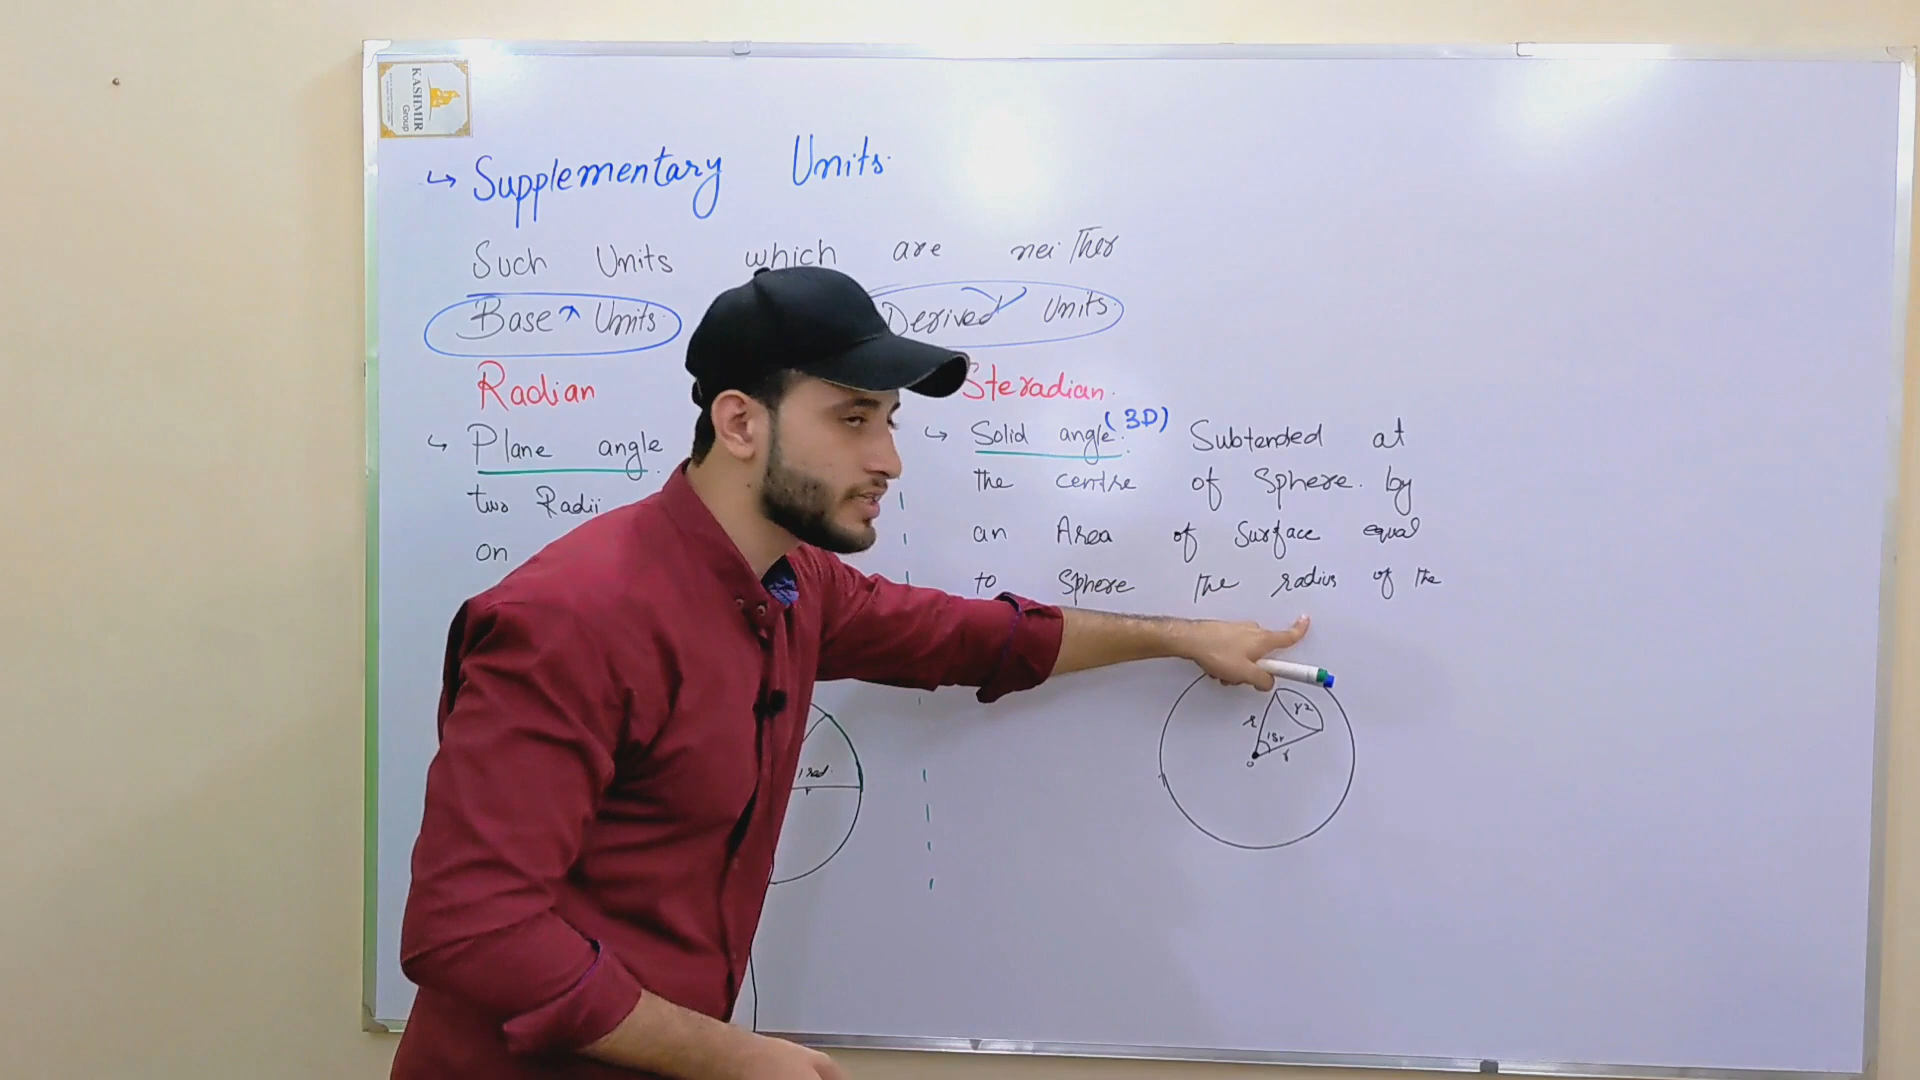 KASHMIR
Group
↳ Supplementary Units.
Such Units which are neither
Base Units Derived Units.
Radian
↳ Plane angle
two Radii
on
Steradian.
↳ Solid angle. (3D) Subtended at
the centre of Sphere. by
an Area of Surface equal
to Sphere the radius of the
1 rad.
r
r
r2
1Sr
r
o